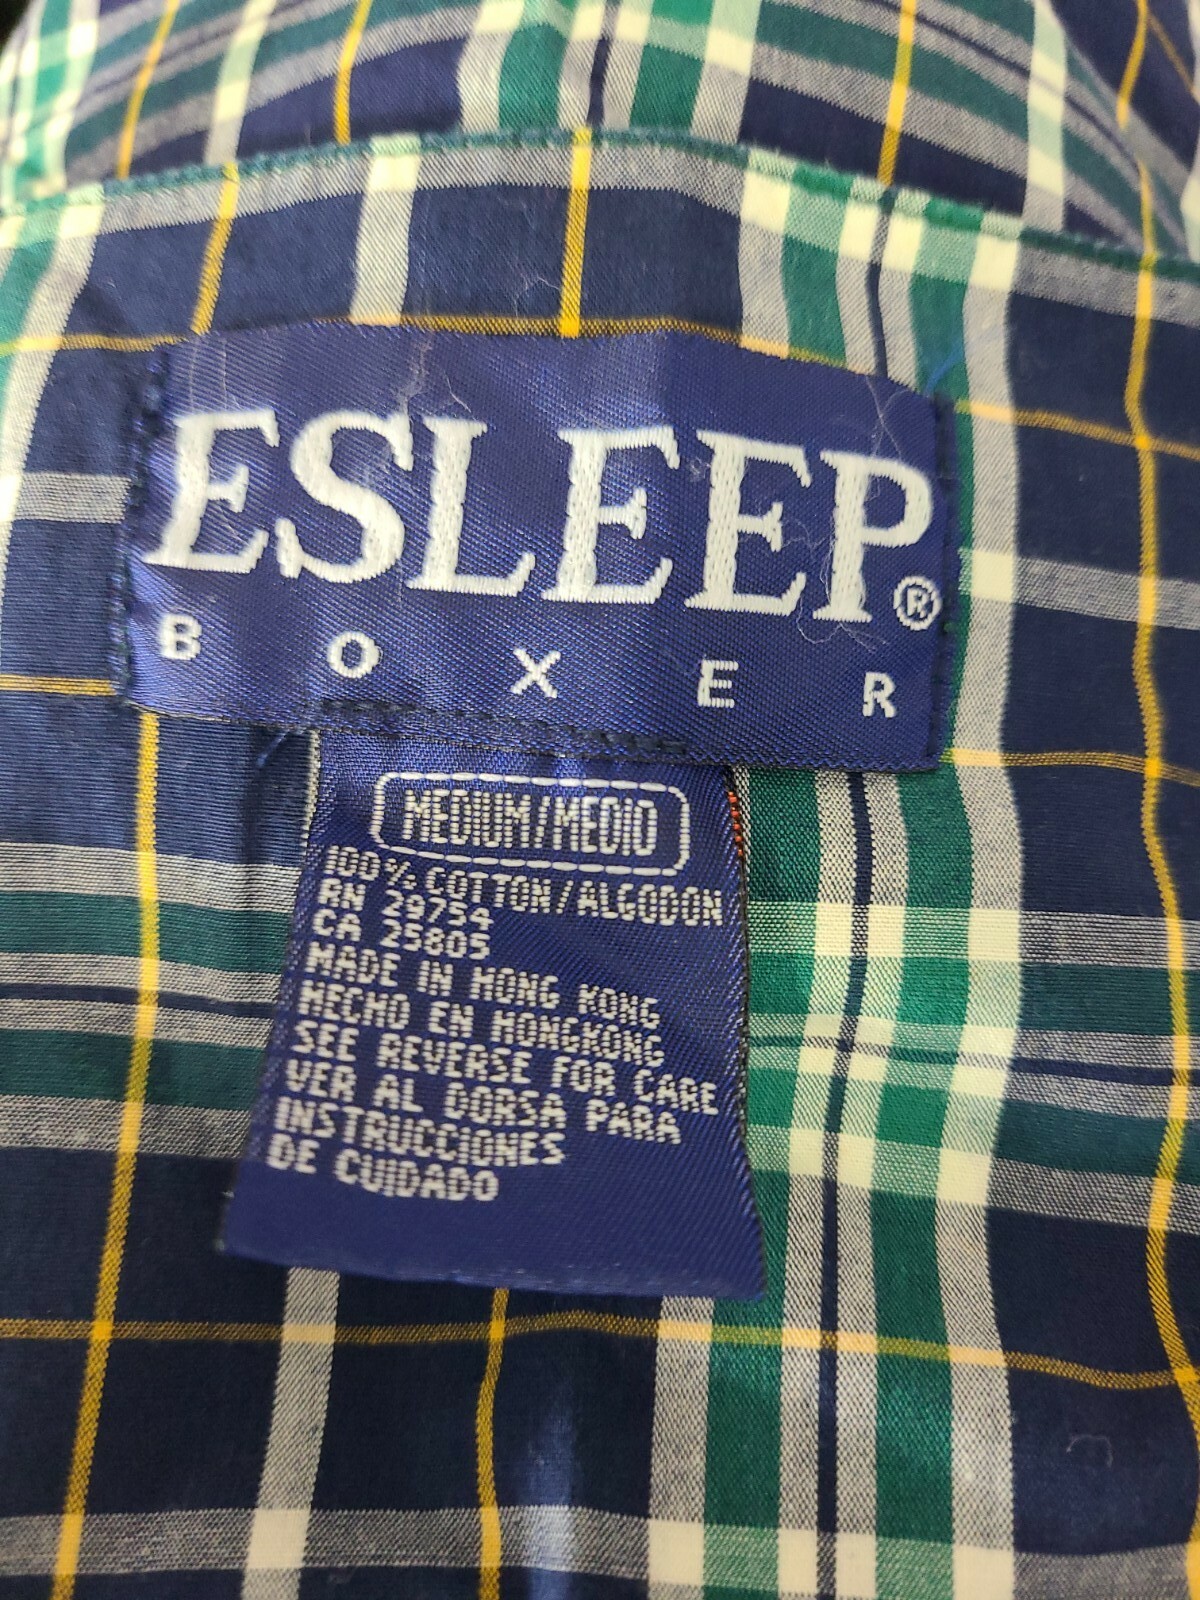 ESLEEP®
BOXER
MEDIUM/MEDIO
100% COTTON/ALGODON
RN 29754
CA 25805
MADE IN HONG KONG
HECHO EN HONGKONG
SEE REVERSE FOR CARE
VER AL DORSA PARA
INSTRUCCIONES
DE CUIDADO